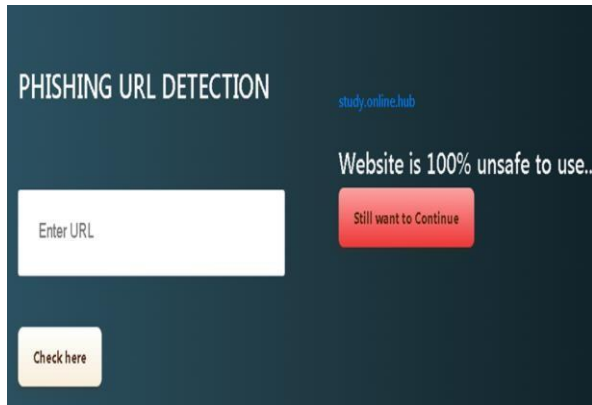 PHISHING URL DETECTION
Enter URL
Check here
study.online.hub
Website is 100% unsafe to use..
Still want to Continue